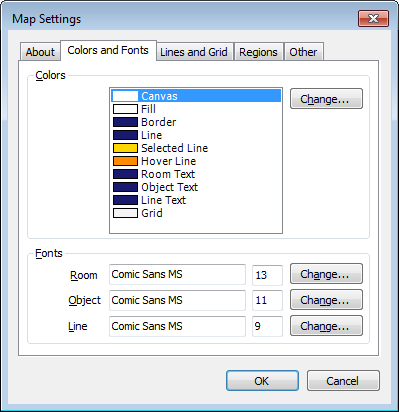 Map Settings
About Colors and Fonts Lines and Grid Regions Other
Colors
Canvas Change...
Fill
Border
Line
Selected Line
Hover Line
Room Text
Object Text
Line Text
Grid
Fonts
Room Comic Sans MS 13 Change...
Object Comic Sans MS 11 Change...
Line Comic Sans MS 9 Change...
OK Cancel